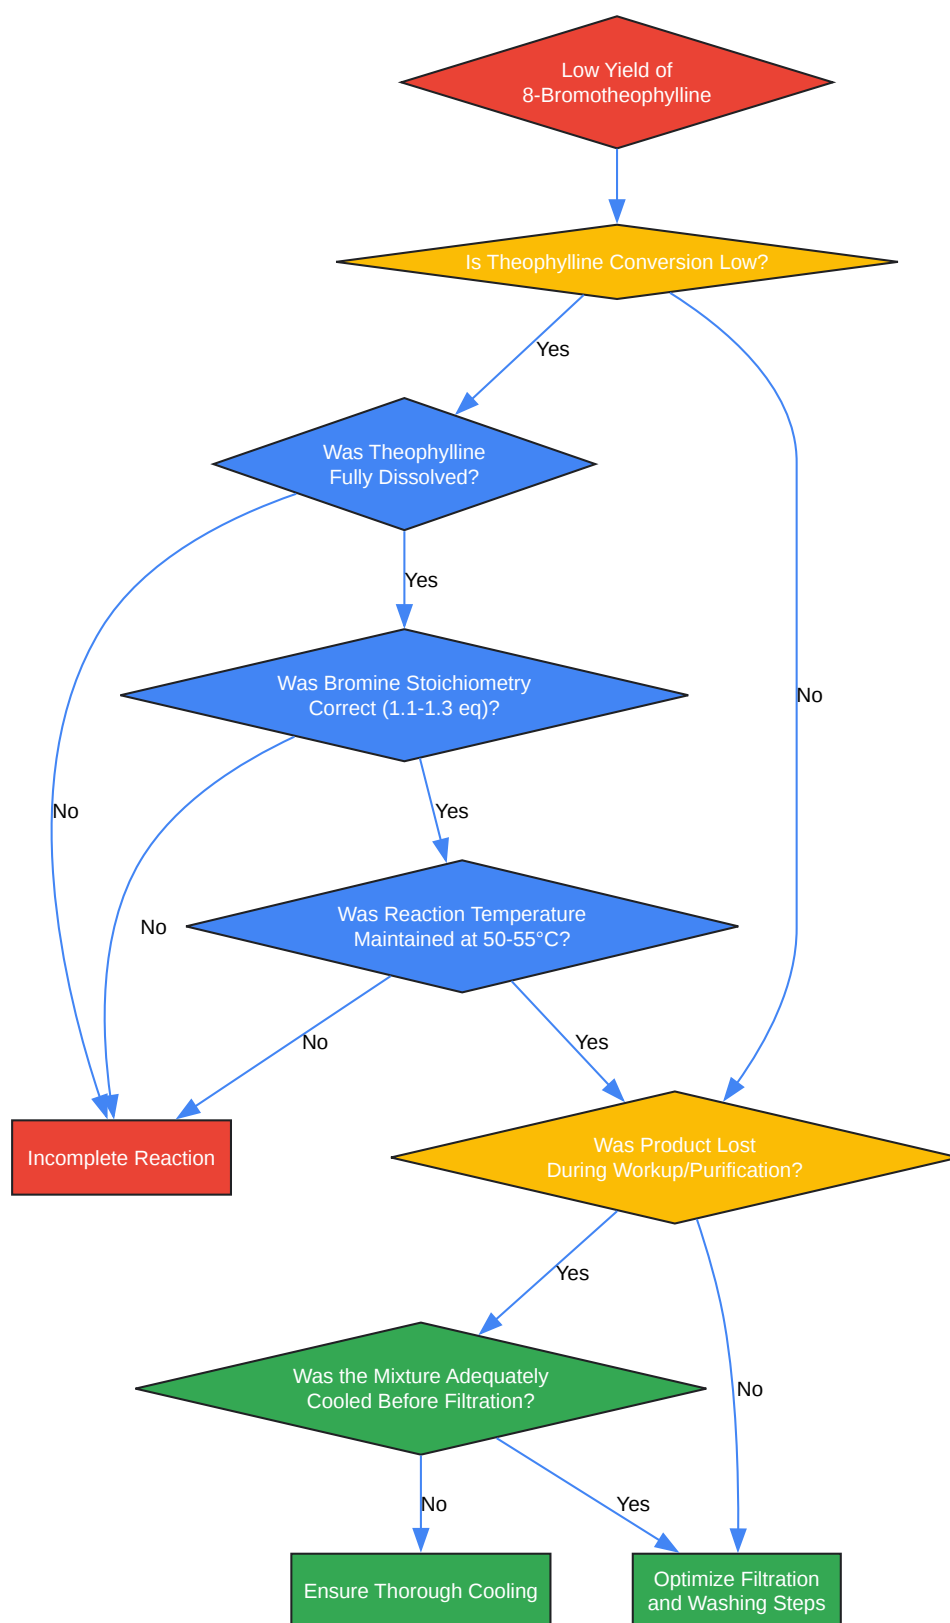 Low Yield of
8-Bromotheophylline
Is Theophylline Conversion Low?
Yes
Was Theophylline
Fully Dissolved?
Yes
Was Bromine Stoichiometry
Correct (1.1-1.3 eq)?
No
No
Yes
Was Reaction Temperature
Maintained at 50-55°C?
No
No
Yes
Incomplete Reaction
Was Product Lost
During Workup/Purification?
Yes
Was the Mixture Adequately
Cooled Before Filtration?
No
No
Yes
Ensure Thorough Cooling
Optimize Filtration
and Washing Steps